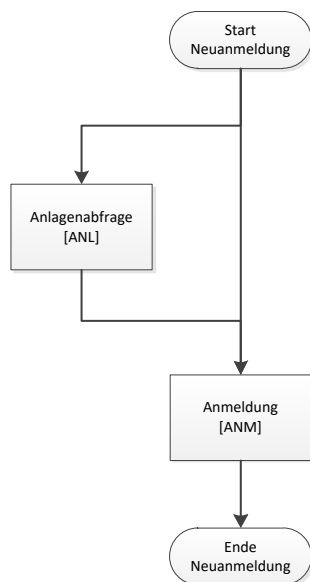 Start
Neuanmeldung
Anlagenabfrage
[ANL]
Anmeldung
[ANM]
Ende
Neuanmeldung